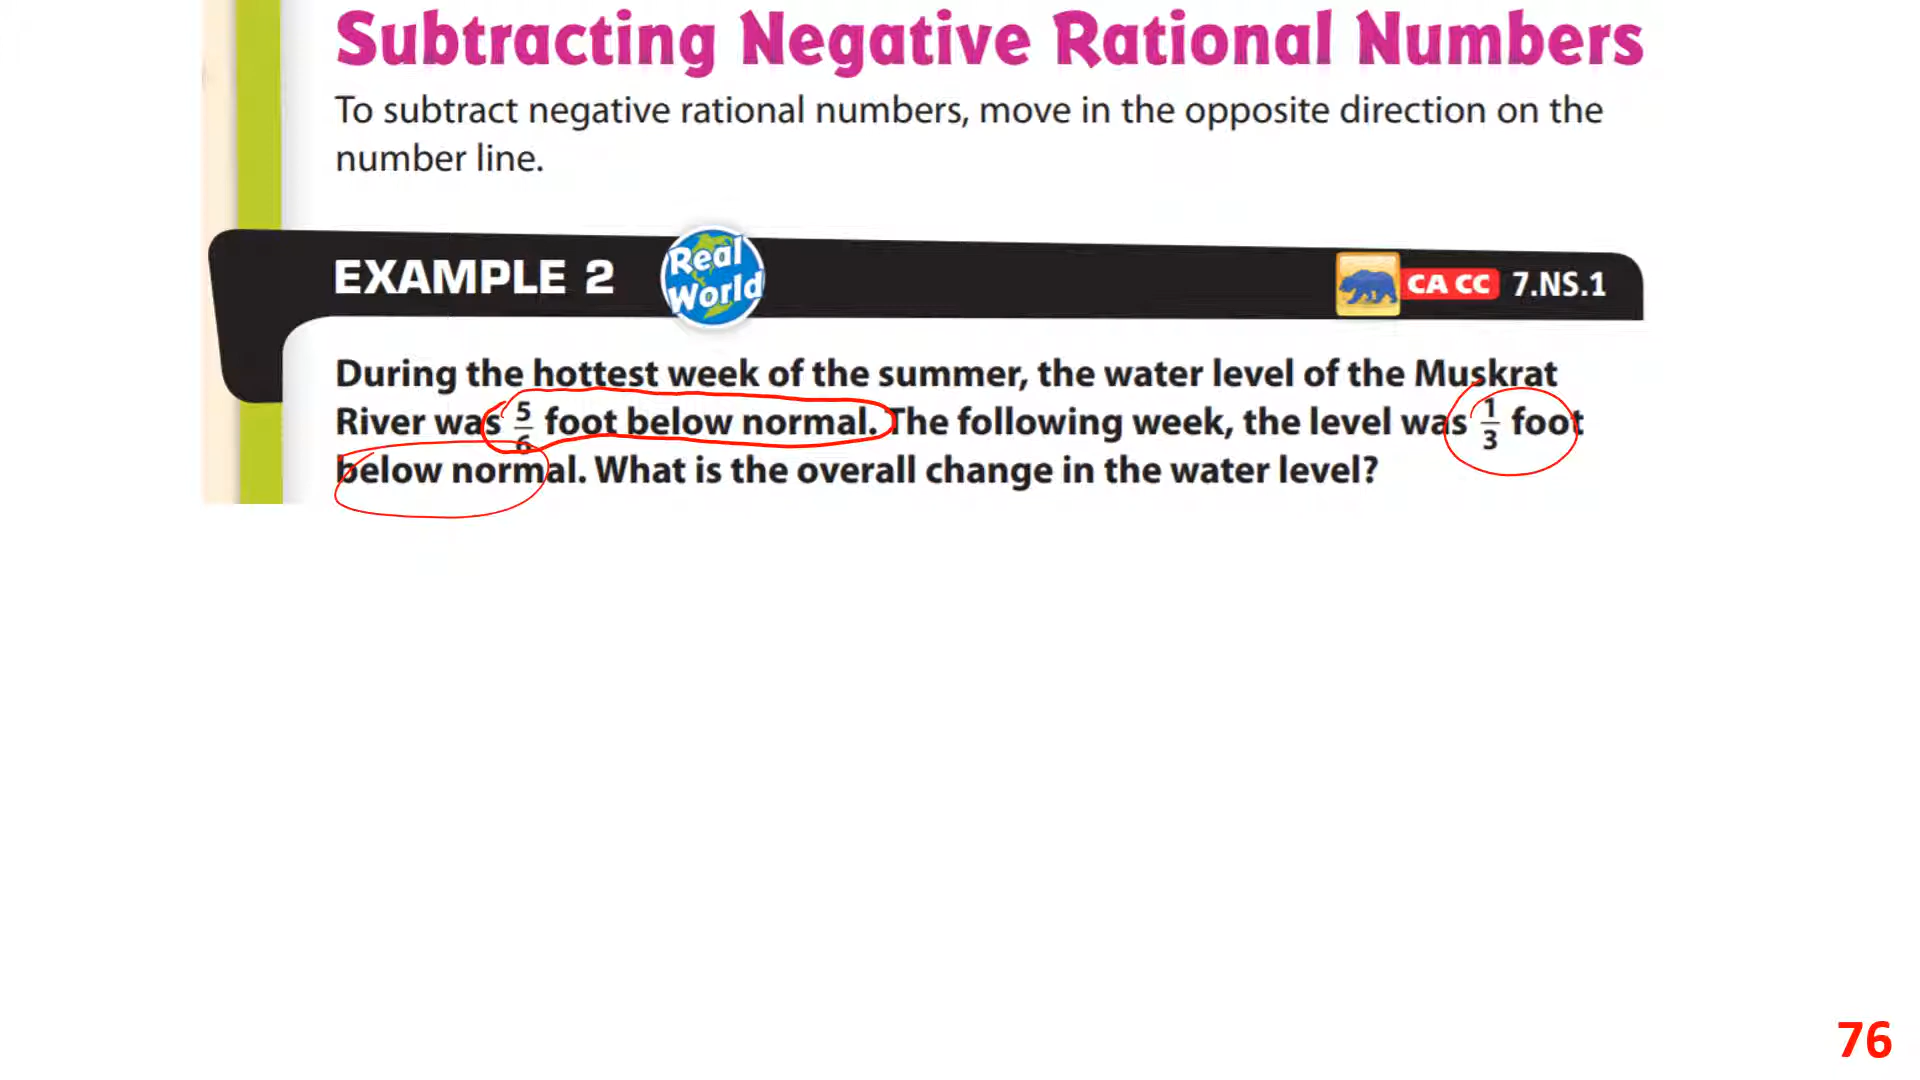 Subtracting Negative Rational Numbers
To subtract negative rational numbers, move in the opposite direction on the
number line.
EXAMPLE 2 Real World CA CC 7.NS.1
During the hottest week of the summer, the water level of the Muskrat
River was 5/6 foot below normal. The following week, the level was 1/3 foot
below normal. What is the overall change in the water level?
76